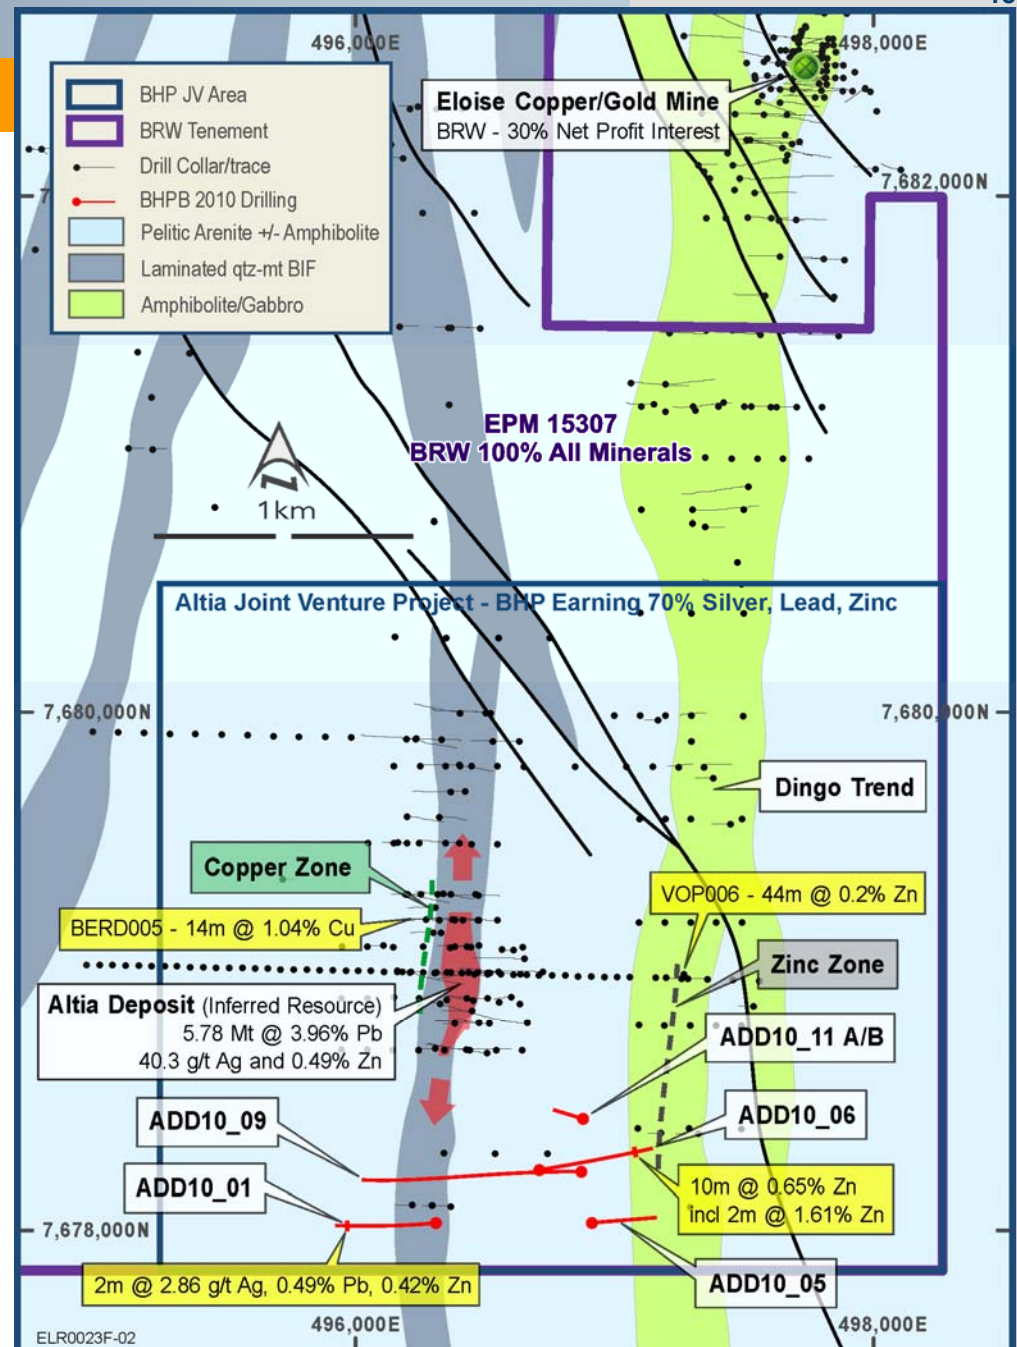 496,000E
498,000E
BHP JV Area
BRW Tenement
Drill Collar/trace
BHPB 2010 Drilling
Pelitic Arenite +/- Amphibolite
Laminated qtz-mt BIF
Amphibolite/Gabbro
Eloise Copper/Gold Mine
BRW - 30% Net Profit Interest
7,682,000N
EPM 15307
BRW 100% All Minerals
N
1km
Altia Joint Venture Project - BHP Earning 70% Silver, Lead, Zinc
7,680,000N
7,680,000N
Dingo Trend
Copper Zone
VOP006 - 44m @ 0.2% Zn
BERD005 - 14m @ 1.04% Cu
Zinc Zone
Altia Deposit (Inferred Resource)
5.78 Mt @ 3.96% Pb
40.3 g/t Ag and 0.49% Zn
ADD10_11 A/B
ADD10_09
ADD10_06
ADD10_01
10m @ 0.65% Zn
incl 2m @ 1.61% Zn
7,678,000N
2m @ 2.86 g/t Ag, 0.49% Pb, 0.42% Zn
ADD10_05
496,000E
498,000E
ELR0023F-02